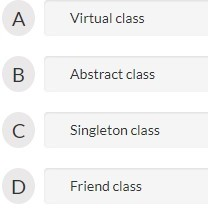 A Virtual class
B Abstract class
C Singleton class
D Friend class